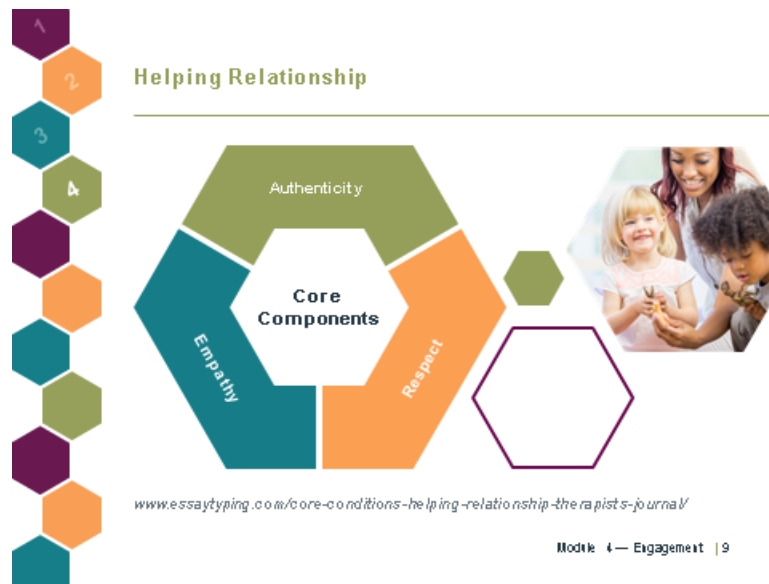 1
2
3
4
Helping Relationship
Authenticity
Core
Components
Empathy
Respect
www.essaytyping.com/core-conditions-helping-relationship-therapists-journal/
Module 4 — Engagement | 9